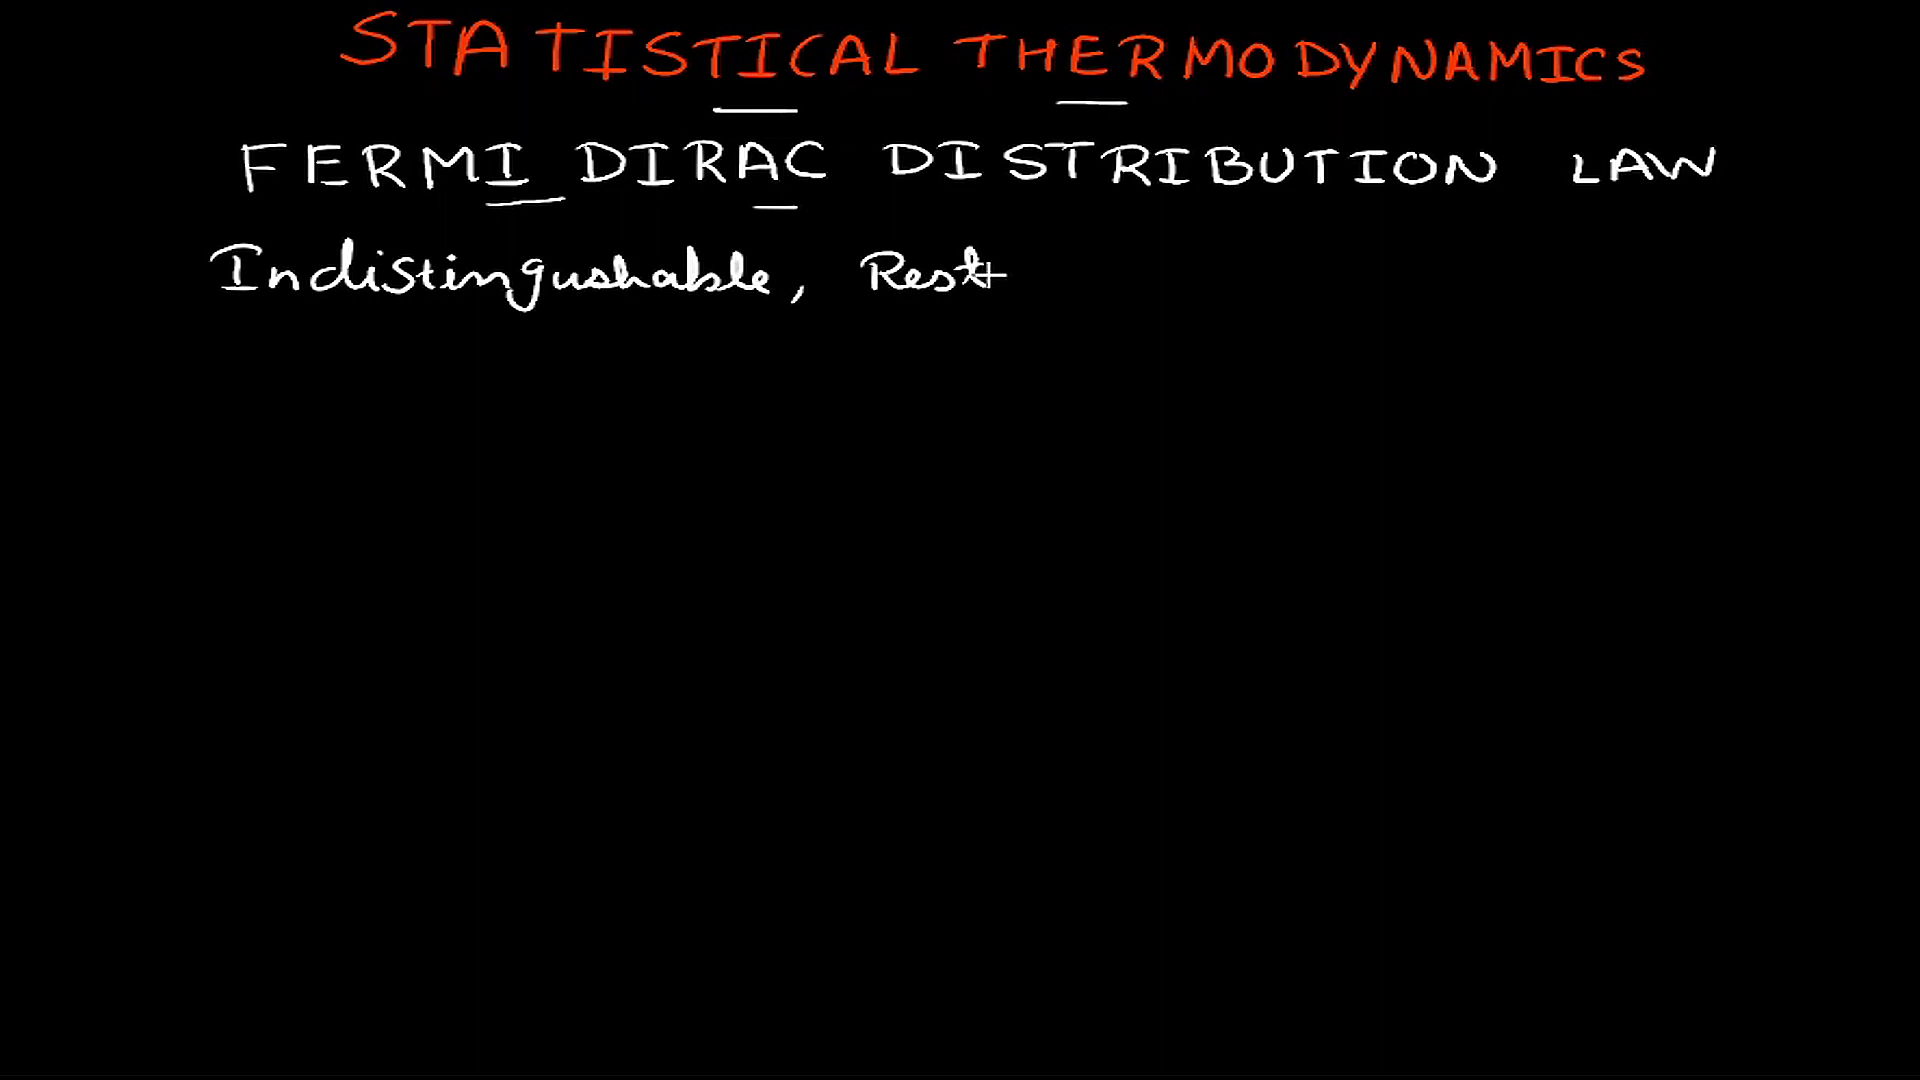 STATISTICAL THERMODYNAMICS
FERMI DIRAC DISTRIBUTION LAW
Indistingushable, Rest